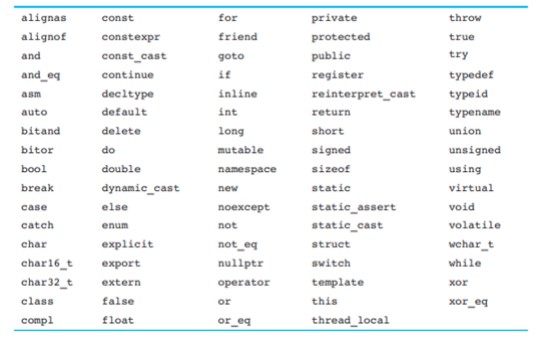 alignas const for private throw
alignof constexpr friend protected true
and const_cast goto public try
and_eq continue if register typedef
asm decltype inline reinterpret_cast typeid
auto default int return typename
bitand delete long short union
bitor do mutable signed unsigned
bool double namespace sizeof using
break dynamic_cast new static virtual
case else noexcept static_assert void
catch enum not static_cast volatile
char explicit not_eq struct wchar_t
char16_t export nullptr switch while
char32_t extern operator template xor
class false or this xor_eq
compl float or_eq thread_local